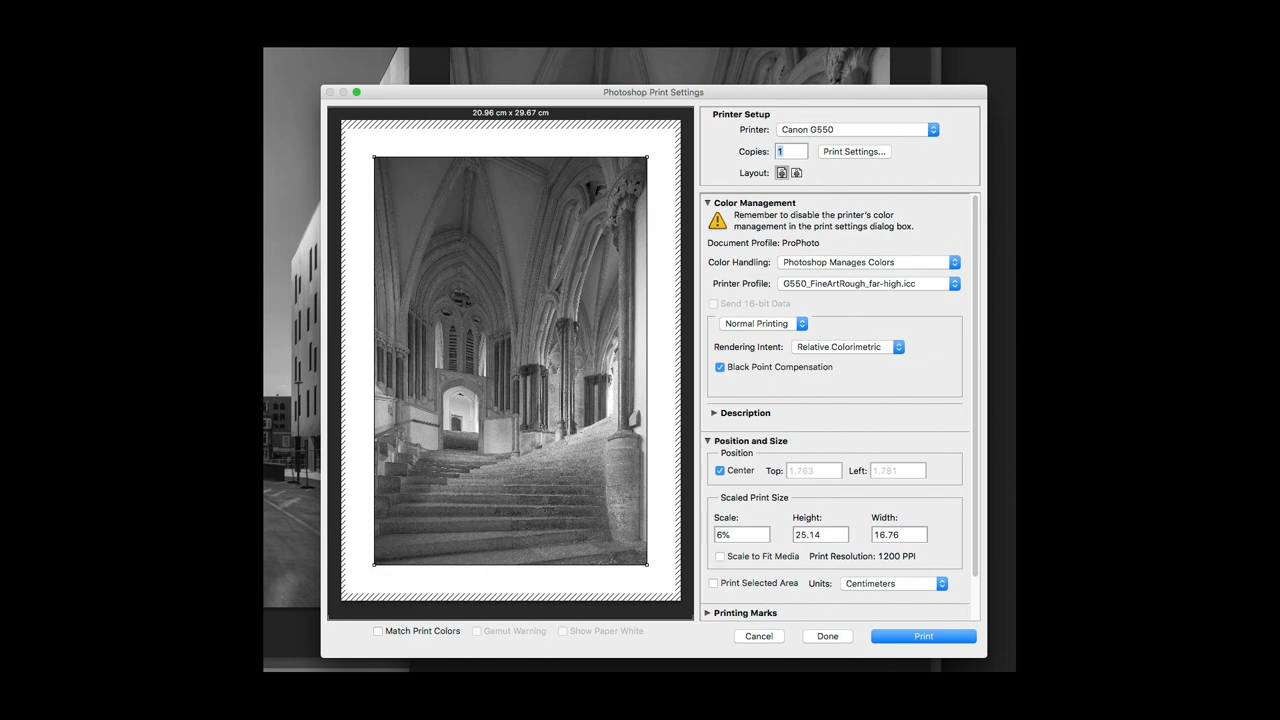 Photoshop Print Settings
20.96 cm x 29.67 cm
Printer Setup
Printer: Canon G550
Copies: 1 Print Settings...
Layout:
Color Management
Remember to disable the printer's color
management in the print settings dialog box.
Document Profile: ProPhoto
Color Handling: Photoshop Manages Colors
Printer Profile: G550_FineArtRough_far-high.icc
Send 16-bit Data
Normal Printing
Rendering Intent: Relative Colorimetric
Black Point Compensation
Description
Position and Size
Position
Center Top: 1.763 Left: 1.781
Scaled Print Size
Scale: Height: Width:
6% 25.14 16.76
Scale to Fit Media Print Resolution: 1200 PPI
Print Selected Area Units: Centimeters
Printing Marks
Match Print Colors Gamut Warning Show Paper White
Cancel Done Print